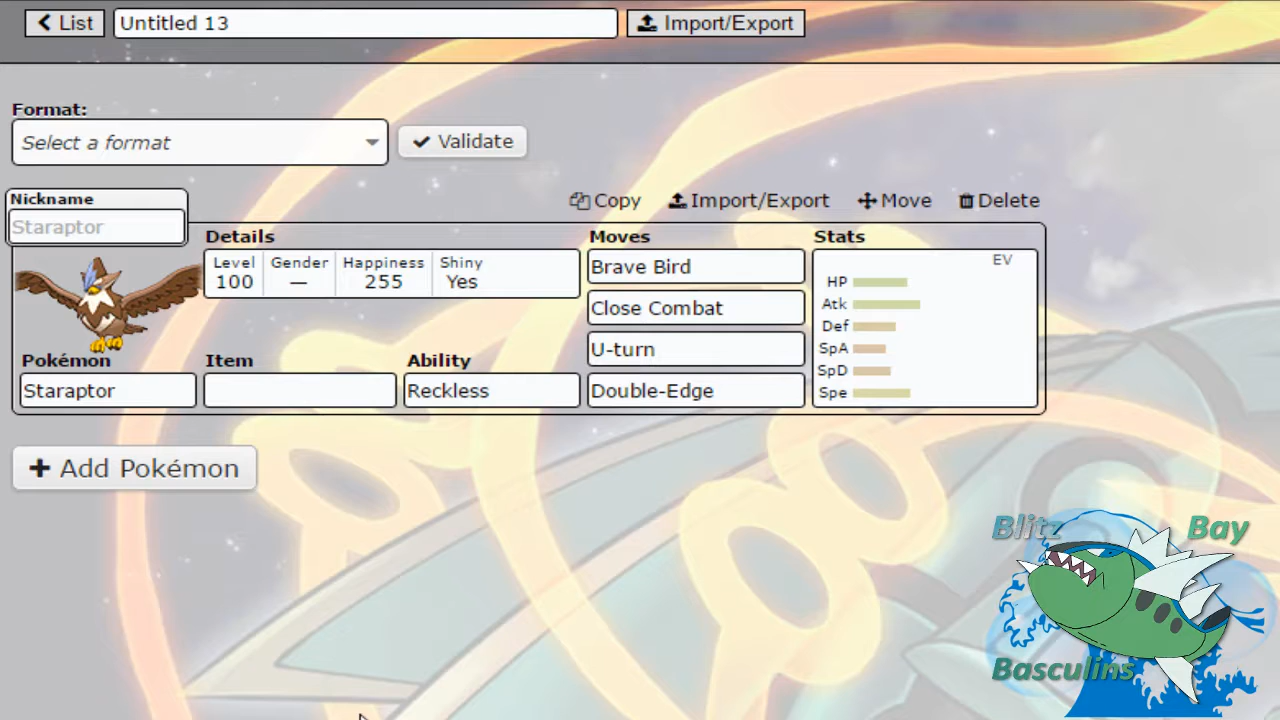 List
Untitled 13
Import/Export
Format:
Select a format
Validate
Copy
Import/Export
Move
Delete
Nickname
Staraptor
Details
Moves
Stats
Level
100
Gender
—
Happiness
255
Shiny
Yes
Brave Bird
Close Combat
U-turn
Double-Edge
EV
HP
Atk
Def
SpA
SpD
Spe
Pokémon
Staraptor
Item
Ability
Reckless
Add Pokémon
Blitz Bay
Basculins